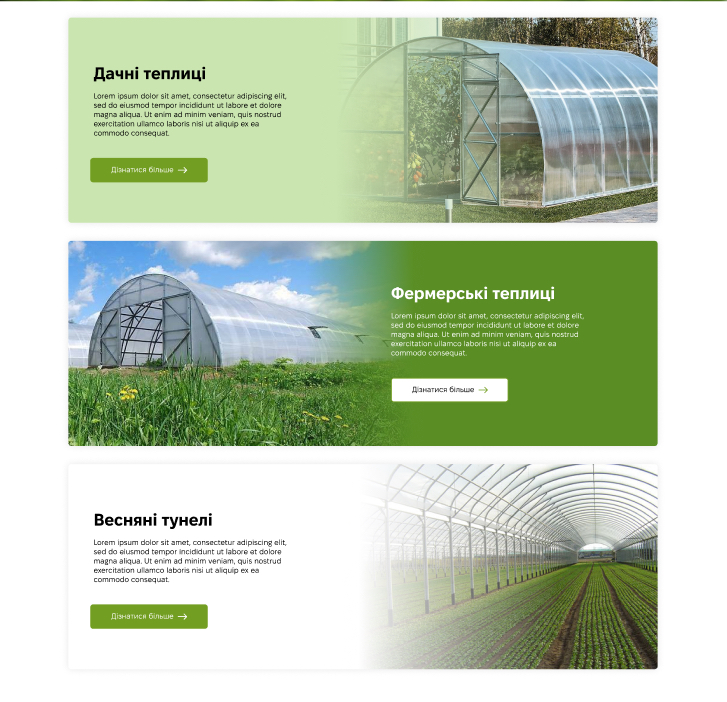 Дачні теплиці
Lorem ipsum dolor sit amet, consectetur adipiscing elit,
sed do eiusmod tempor incididunt ut labore et dolore
magna aliqua. Ut enim ad minim veniam, quis nostrud
exercitation ullamco laboris nisi ut aliquip ex ea
commodo consequat.
Дізнатися більше →
Фермерські теплиці
Lorem ipsum dolor sit amet, consectetur adipiscing elit,
sed do eiusmod tempor incididunt ut labore et dolore
magna aliqua. Ut enim ad minim veniam, quis nostrud
exercitation ullamco laboris nisi ut aliquip ex ea
commodo consequat.
Дізнатися більше →
Весняні тунелі
Lorem ipsum dolor sit amet, consectetur adipiscing elit,
sed do eiusmod tempor incididunt ut labore et dolore
magna aliqua. Ut enim ad minim veniam, quis nostrud
exercitation ullamco laboris nisi ut aliquip ex ea
commodo consequat.
Дізнатися більше →